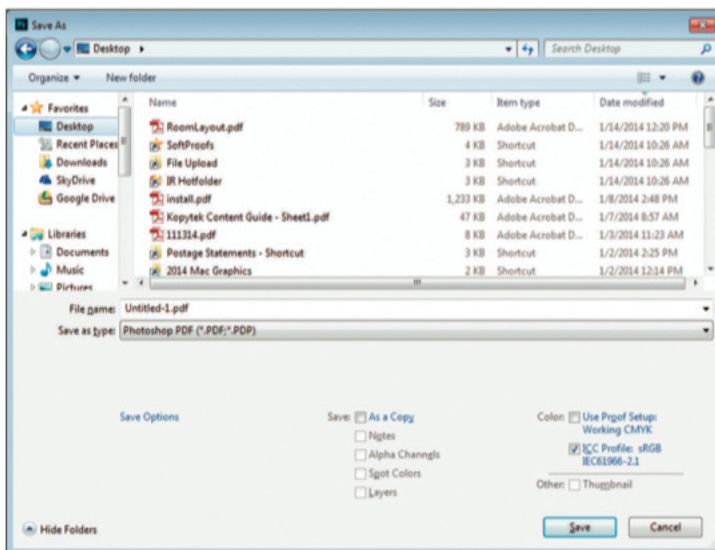 Ps Save As
Desktop
Search Desktop
Organize New folder
Name Size Item type Date modified
Favorites
Desktop
Recent Places
Downloads
SkyDrive
Google Drive
Libraries
Documents
Music
Pictures
RoomLayout.pdf 789 KB Adobe Acrobat D... 1/14/2014 12:20 PM
SoftProofs 4 KB Shortcut 1/14/2014 10:26 AM
File Upload 3 KB Shortcut 1/14/2014 10:26 AM
IR Hotfolder 3 KB Shortcut 1/14/2014 10:26 AM
install.pdf 1,233 KB Adobe Acrobat D... 1/8/2014 2:48 PM
Kopytek Content Guide - Sheet1.pdf 47 KB Adobe Acrobat D... 1/7/2014 8:57 AM
111314.pdf 8 KB Adobe Acrobat D... 1/3/2014 11:23 AM
Postage Statements - Shortcut 3 KB Shortcut 1/2/2014 2:25 PM
2014 Mac Graphics 2 KB Shortcut 1/2/2014 12:14 PM
File name: Untitled-1.pdf
Save as type: Photoshop PDF (*.PDF;*.PDP)
Save Options
Save: As a Copy
Notes
Alpha Channels
Spot Colors
Layers
Color: Use Proof Setup:
Working CMYK
ICC Profile: sRGB
IEC61966-2.1
Other: Thumbnail
Hide Folders
Save Cancel